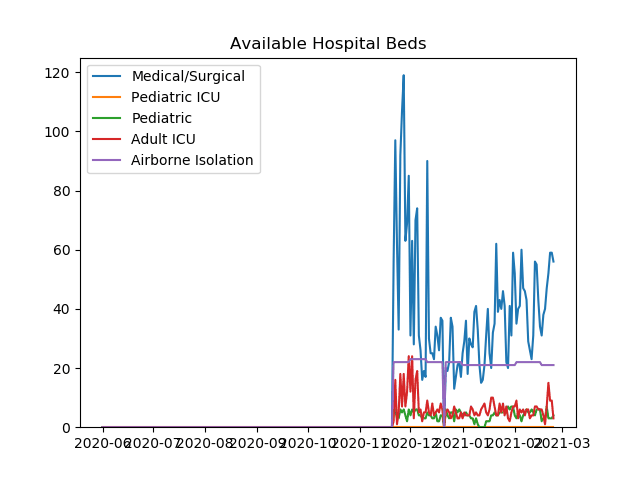 Available Hospital Beds
120
100
80
60
40
20
0
Medical/Surgical
Pediatric ICU
Pediatric
Adult ICU
Airborne Isolation
2020-06 2020-07 2020-08 2020-09 2020-10 2020-11 2020-12 2021-01 2021-02 2021-03